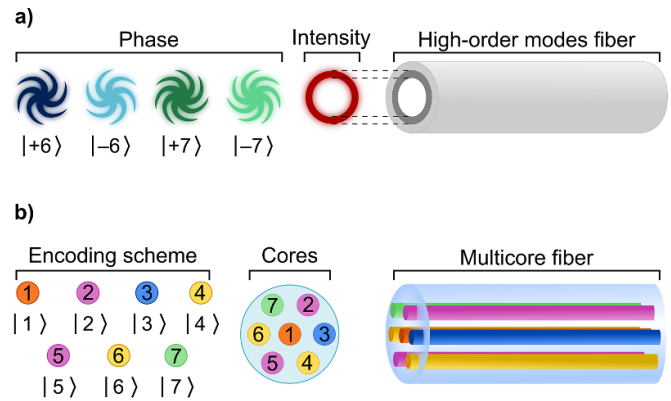 a)
Phase Intensity High-order modes fiber
|+6⟩ |–6⟩ |+7⟩ |–7⟩
b)
Encoding scheme Cores Multicore fiber
1 2 3 4
|1⟩ |2⟩ |3⟩ |4⟩
5 6 7
|5⟩ |6⟩ |7⟩
7 2
6 1 3
5 4